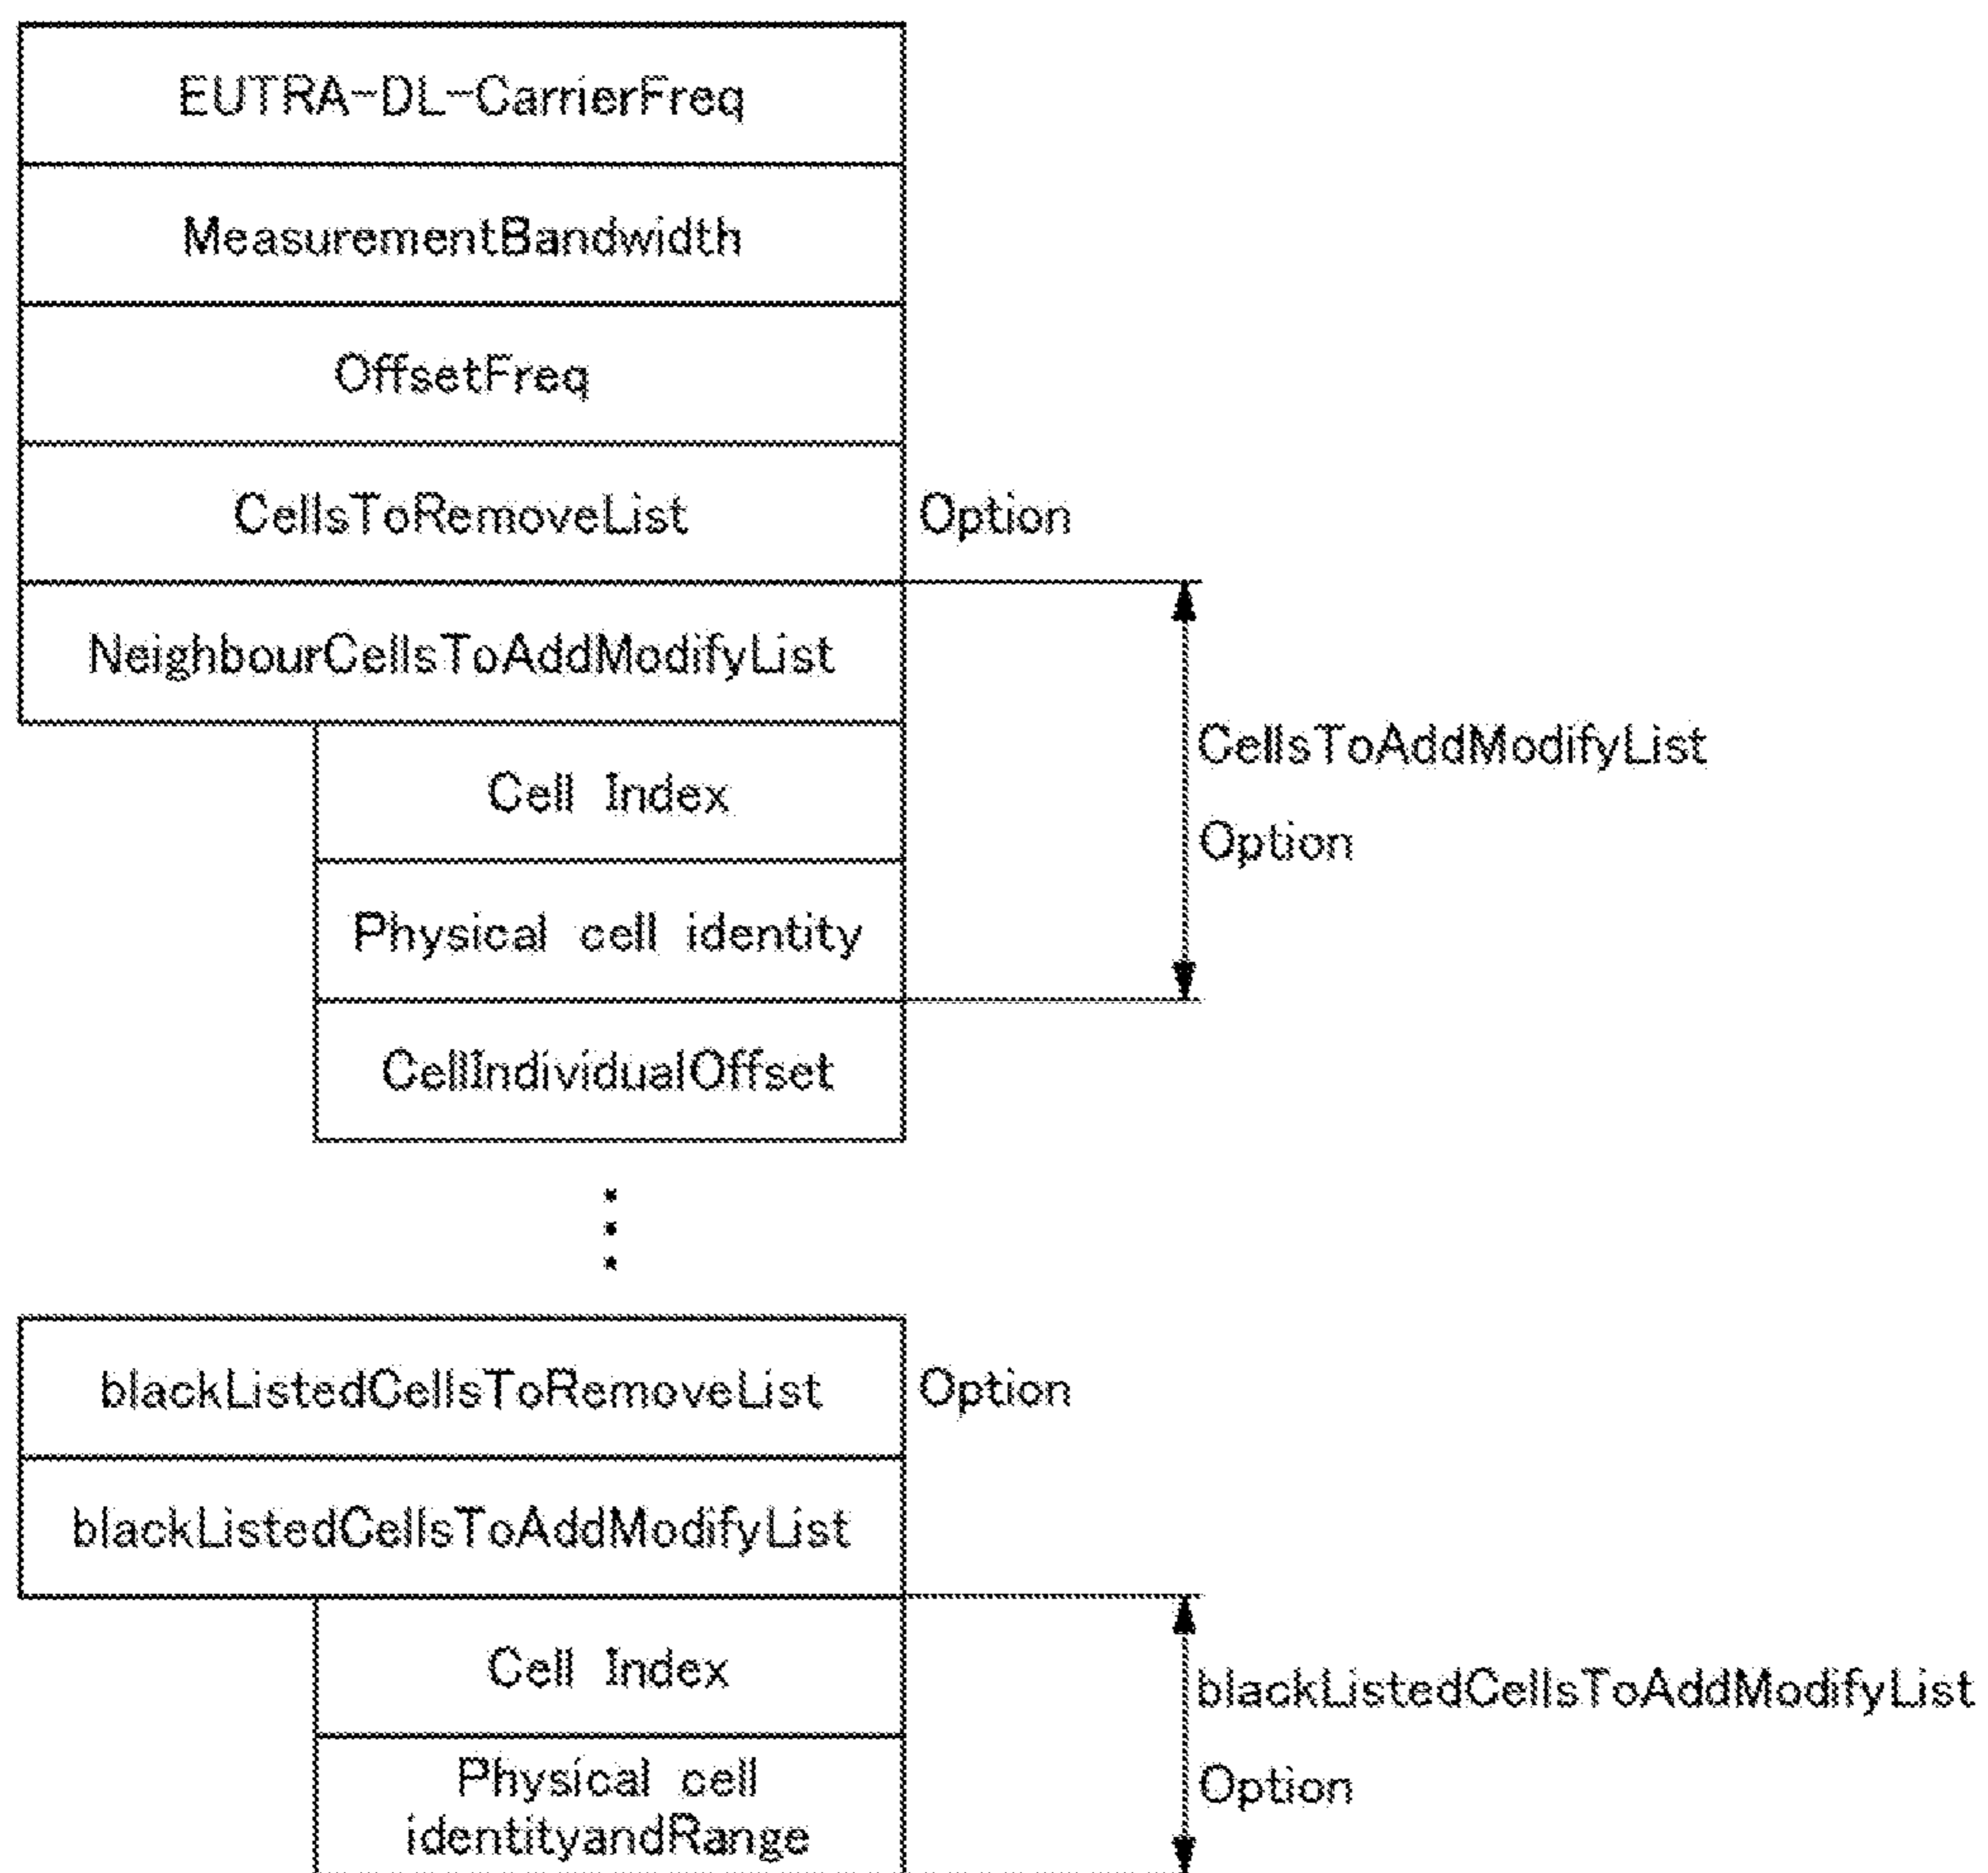 EUTRA-DL-CarrierFreq
MeasurementBandwidth
OffsetFreq
CellsToRemoveList
Option
NeighbourCellsToAddModifyList
CellsToAddModifyList
Option
Cell Index
Physical cell identity
CellIndividualOffset
blackListedCellsToRemoveList
Option
blackListedCellsToAddModifyList
Cell Index
blackListedCellsToAddModifyList
Option
Physical cell
identityandRange